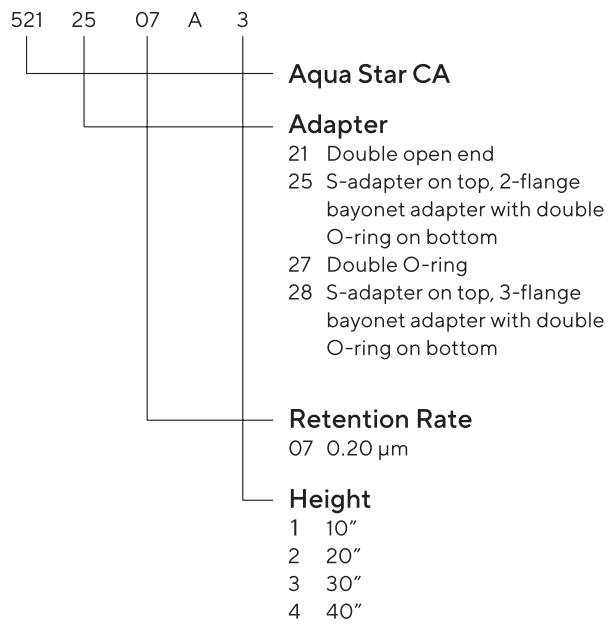 521 25 07 A 3
Aqua Star CA
Adapter
21 Double open end
25 S-adapter on top, 2-flange
bayonet adapter with double
O-ring on bottom
27 Double O-ring
28 S-adapter on top, 3-flange
bayonet adapter with double
O-ring on bottom
Retention Rate
07 0.20 µm
Height
1 10″
2 20″
3 30″
4 40″